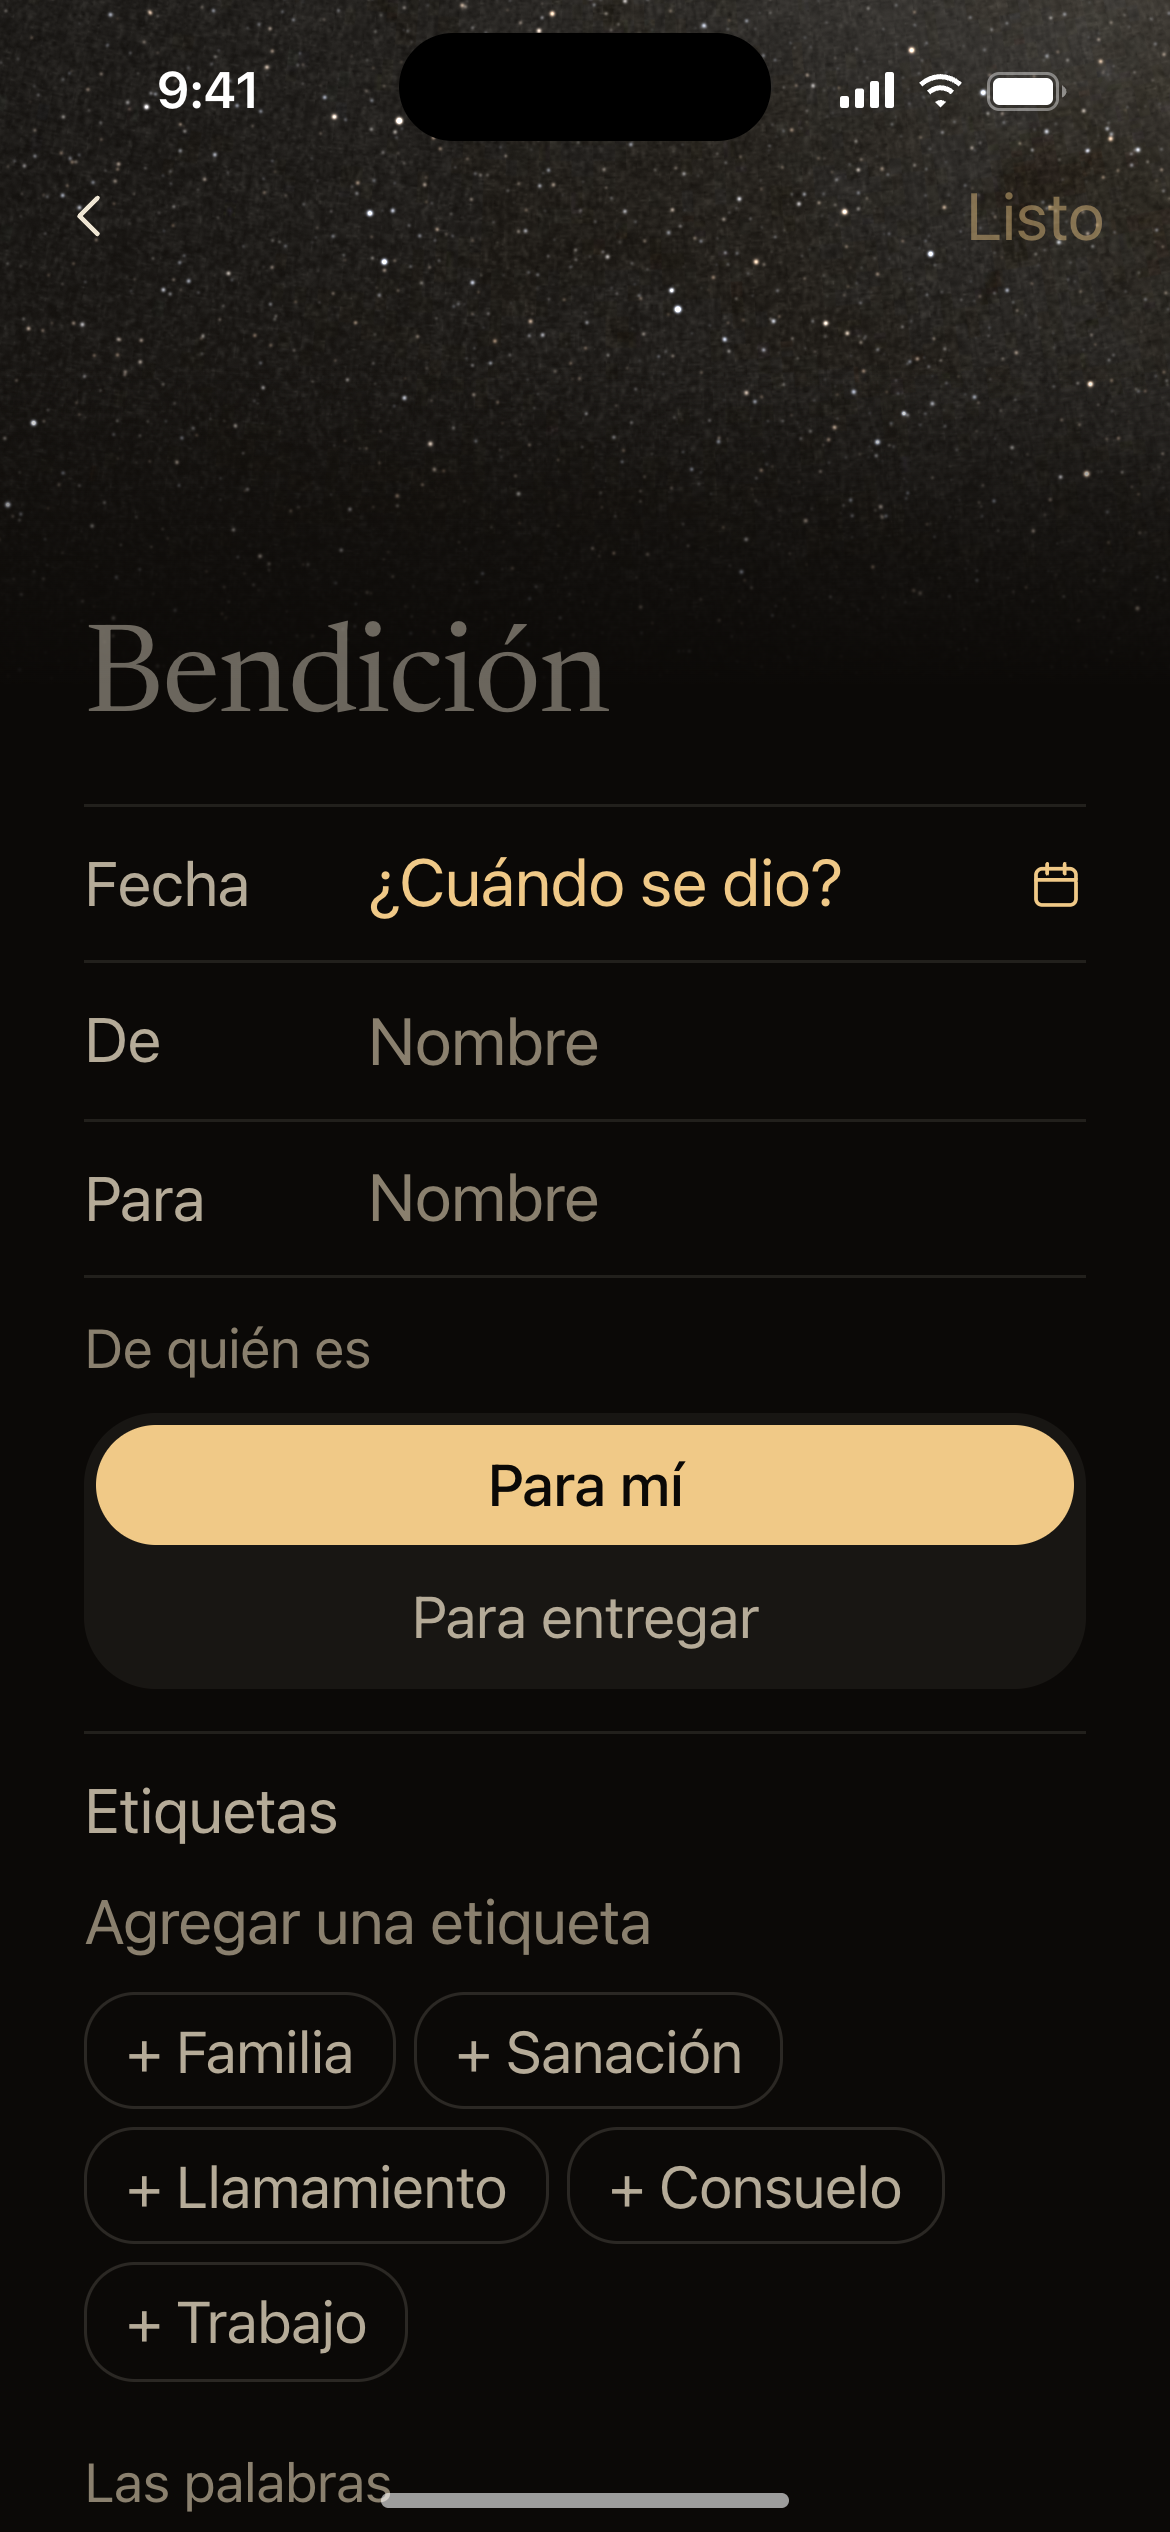 9:41
Listo
Bendición
Fecha ¿Cuándo se dio?
De Nombre
Para Nombre
De quién es
Para mí
Para entregar
Etiquetas
Agregar una etiqueta
+ Familia + Sanación
+ Llamamiento + Consuelo
+ Trabajo
Las palabras